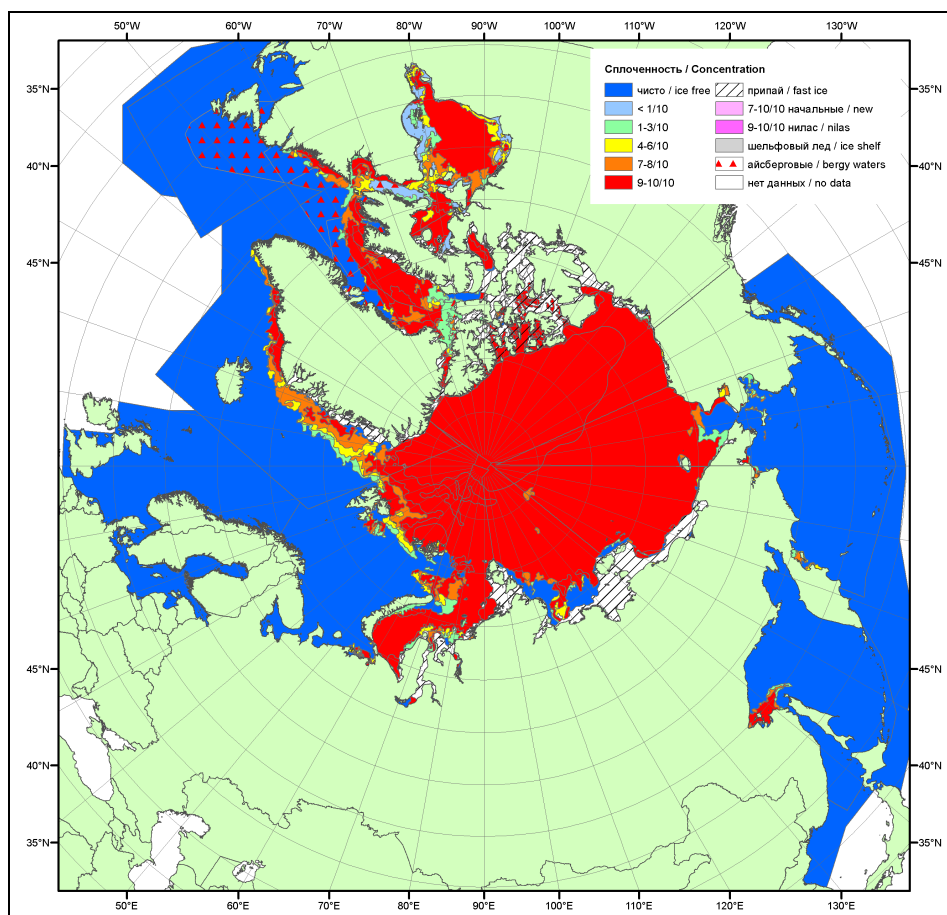 50°W 60°W 70°W 80°W 90°W 100°W 110°W 120°W 130°W
35°N 35°N
40°N 40°N
45°N 45°N
45°N 45°N
40°N 40°N
35°N 35°N
50°E 60°E 70°E 80°E 90°E 100°E 110°E 120°E 130°E
Сплоченность / Concentration
чисто / ice free
< 1/10
1-3/10
4-6/10
7-8/10
9-10/10
припай / fast ice
7-10/10 начальные / new
9-10/10 нилас / nilas
шельфовый лед / ice shelf
айсберговые / bergy waters
нет данных / no data